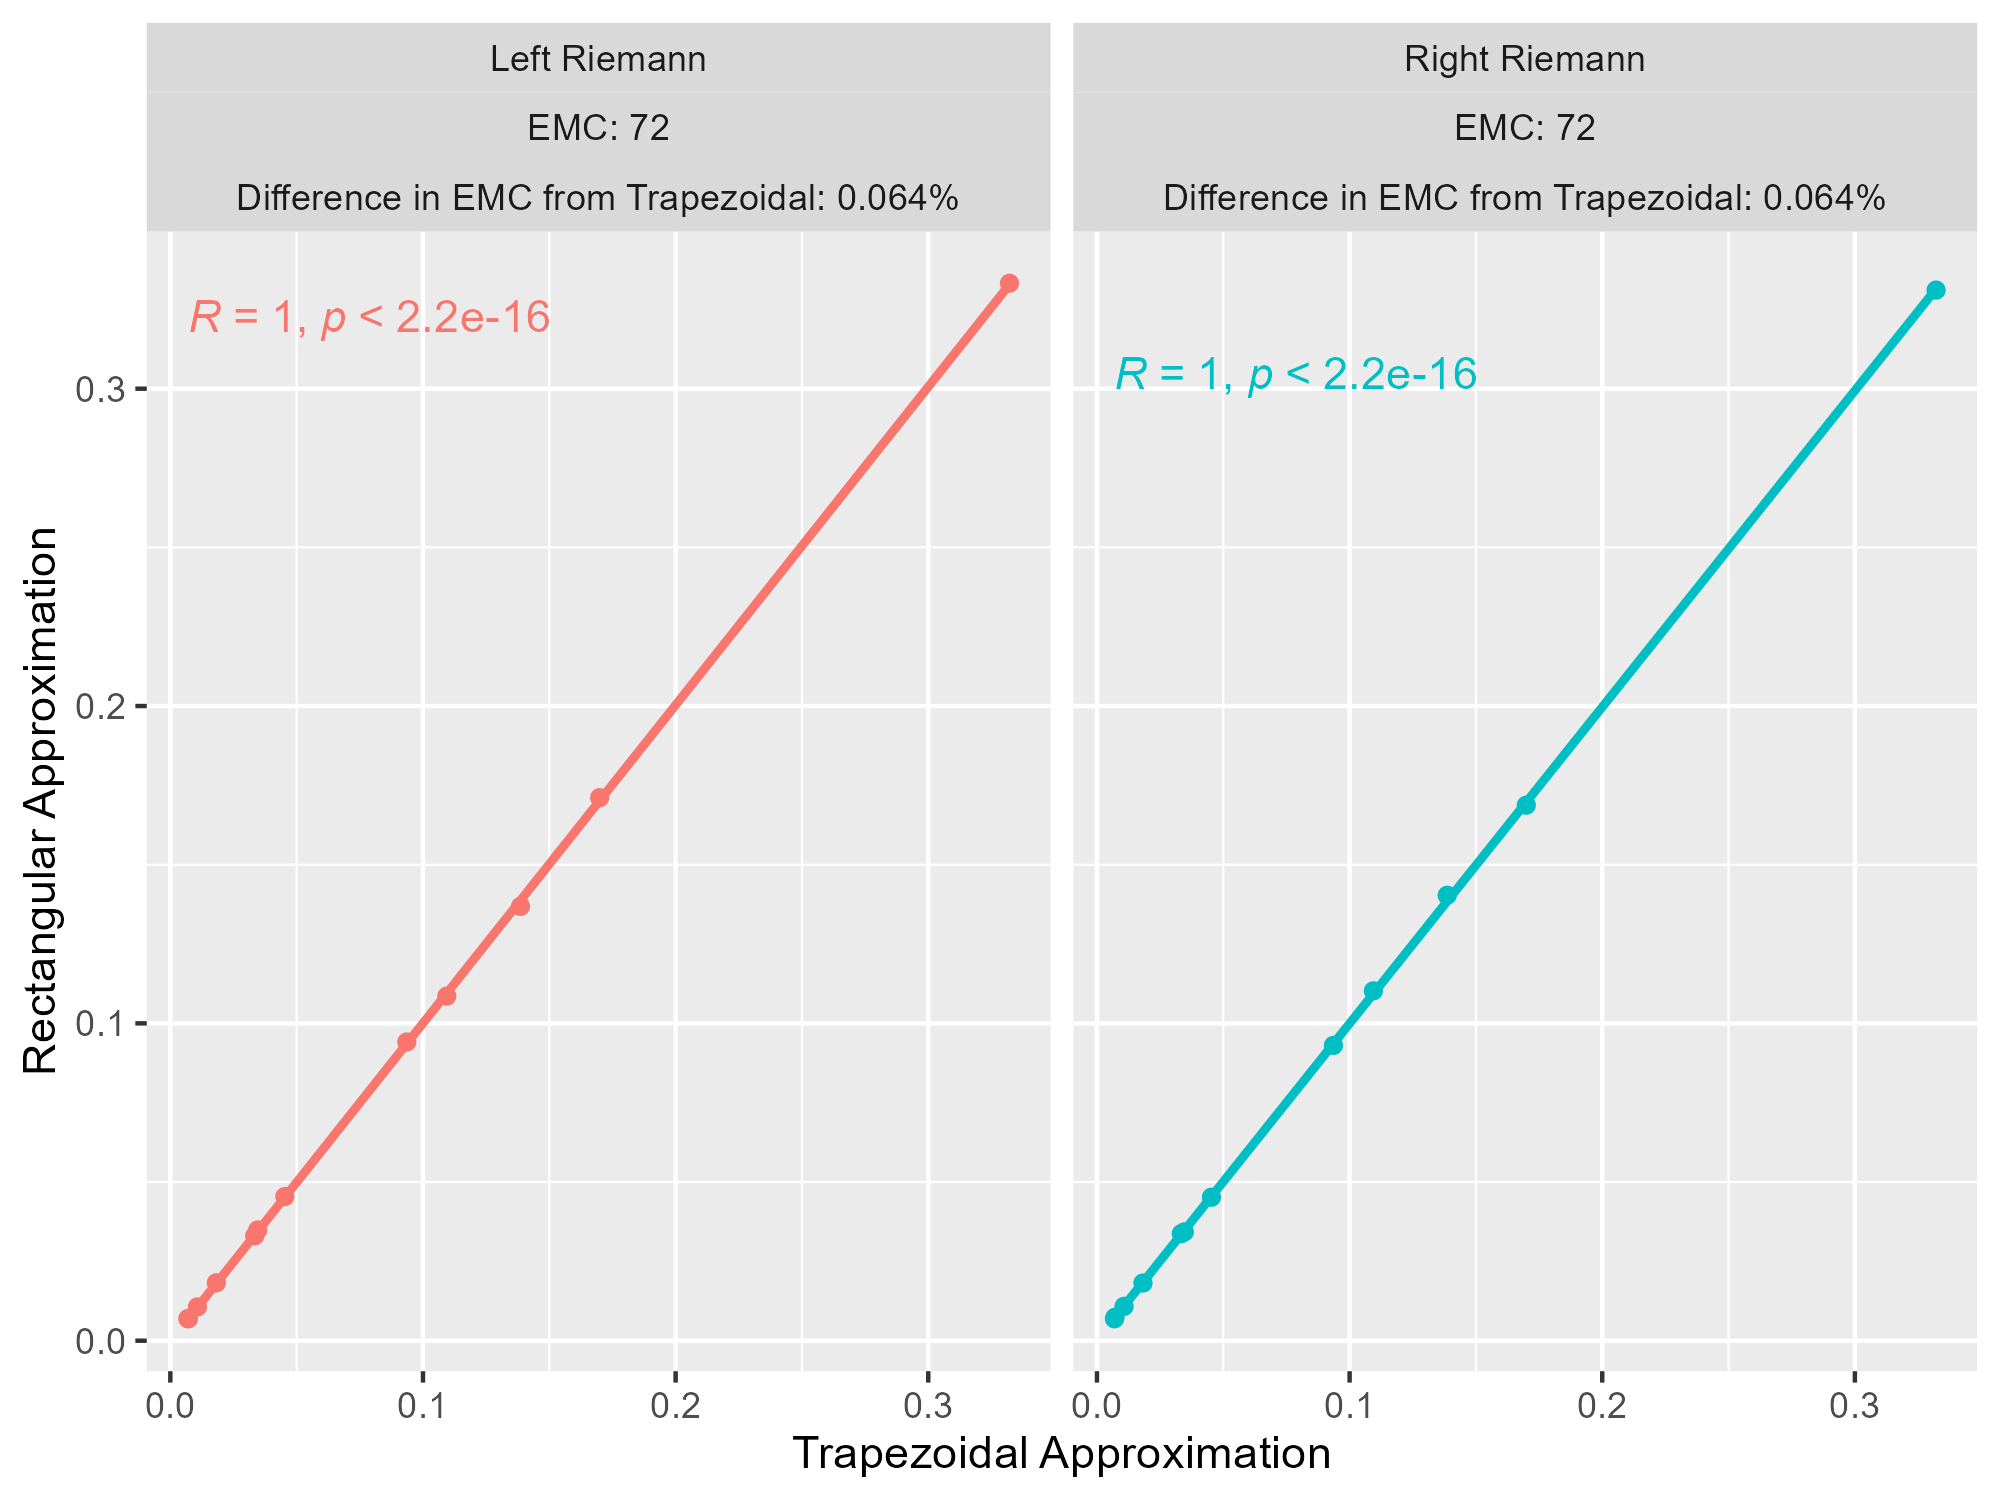 Left Riemann
EMC: 72
Difference in EMC from Trapezoidal: 0.064%
Right Riemann
EMC: 72
Difference in EMC from Trapezoidal: 0.064%
R = 1, p < 2.2e-16
R = 1, p < 2.2e-16
Rectangular Approximation
0.3
0.2
0.1
0.0
0.0 0.1 0.2 0.3
0.0 0.1 0.2 0.3
Trapezoidal Approximation